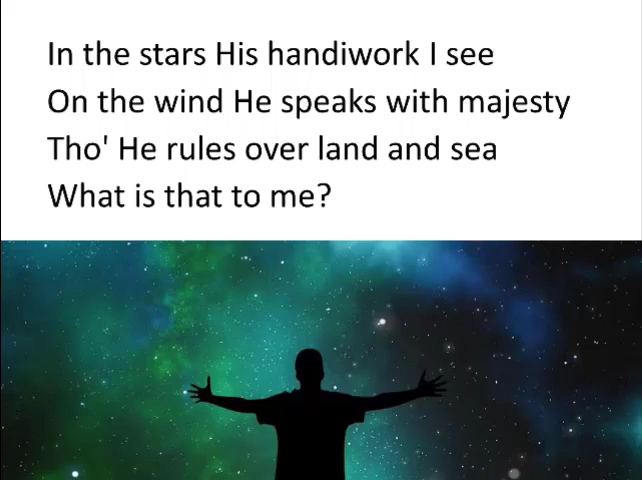 In the stars His handiwork I see
On the wind He speaks with majesty
Tho' He rules over land and sea
What is that to me?